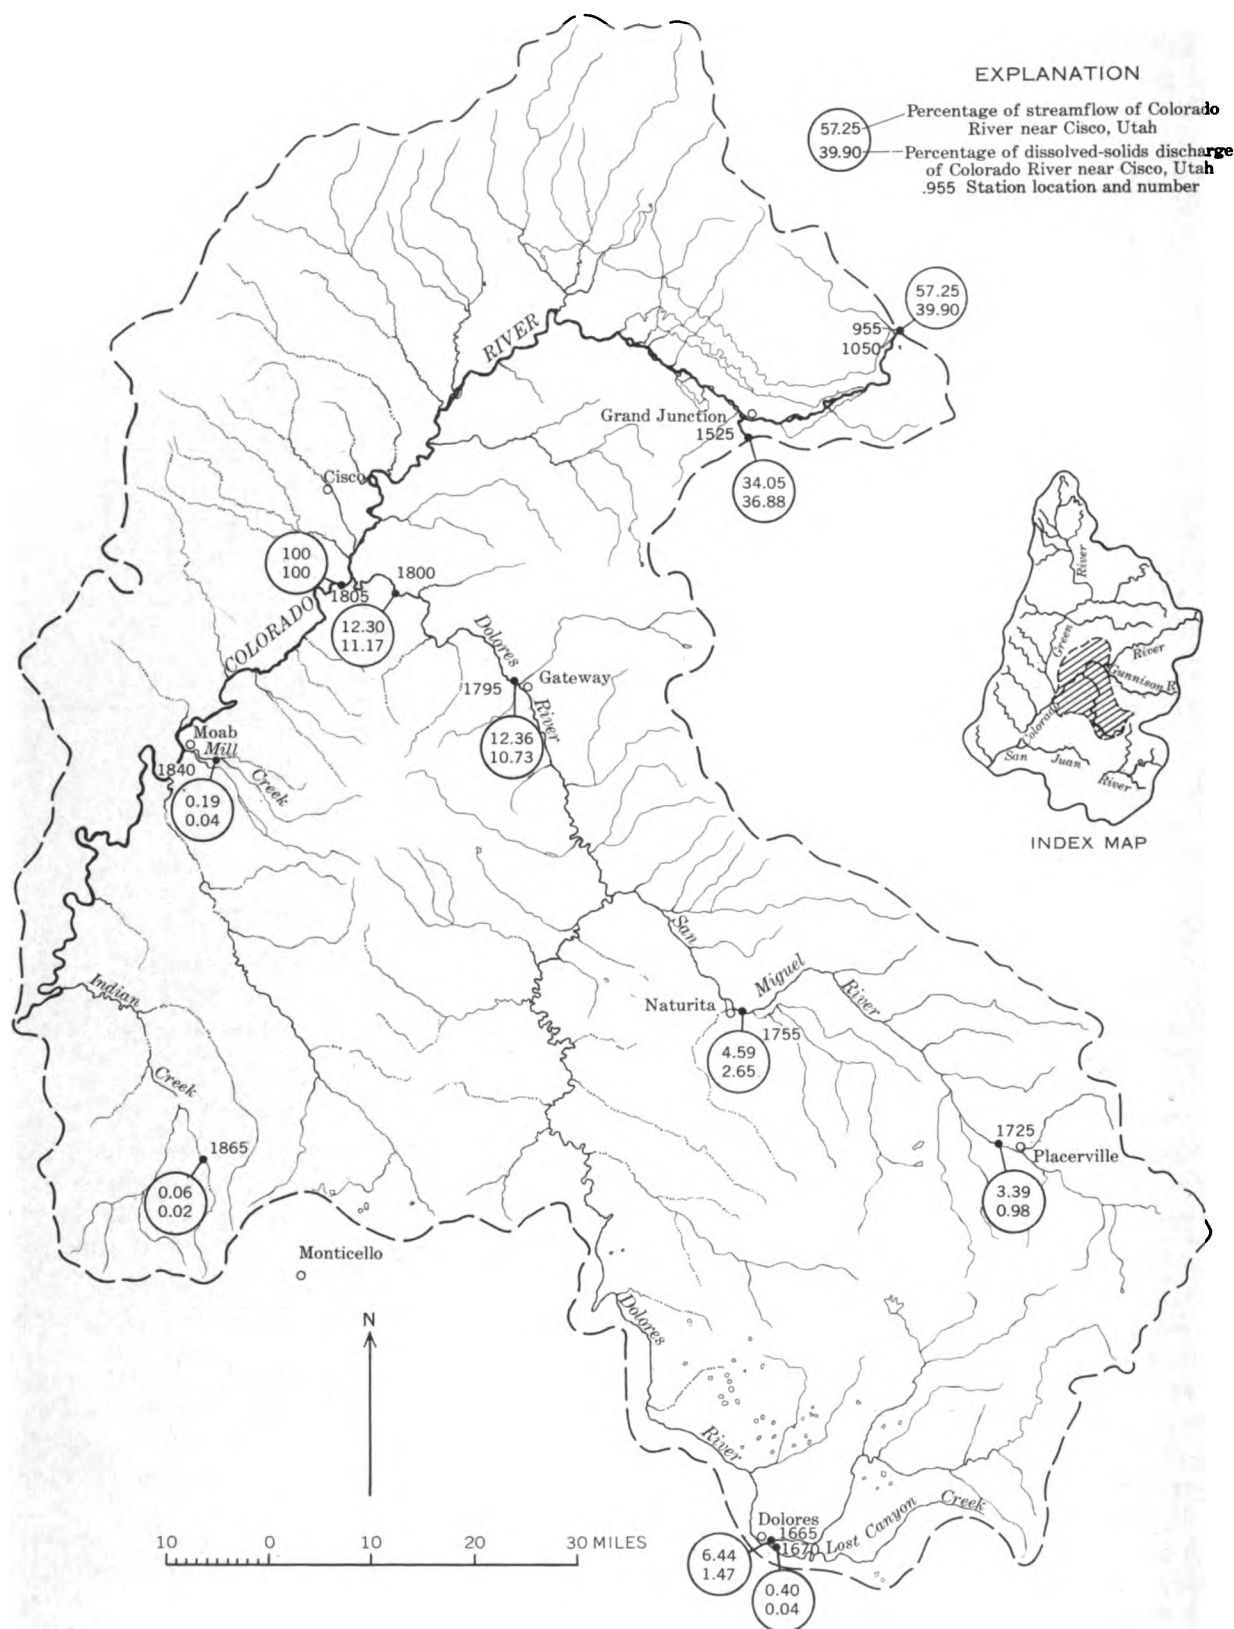 EXPLANATION
57.25
39.90
Percentage of streamflow of Colorado
River near Cisco, Utah
Percentage of dissolved-solids discharge
of Colorado River near Cisco, Utah
.955 Station location and number
57.25
39.90
955
1050
RIVER
Grand Junction
1525
34.05
36.88
Cisco
100
100
1800
1805
COLORADO
12.30
11.17
Dolores
River
1795
Gateway
12.36
10.73
Moab
Mill
Creek
1840
0.19
0.04
River
Green
River
Gunnison R
Colorado
San Juan River
INDEX MAP
San
Miguel
River
Naturita
1755
4.59
2.65
Indian
Creek
1865
0.06
0.02
1725
Placerville
3.39
0.98
Monticello
N
Dolores
River
Dolores
1665
1670
Lost Canyon Creek
6.44
1.47
0.40
0.04
10 0 10 20 30 MILES